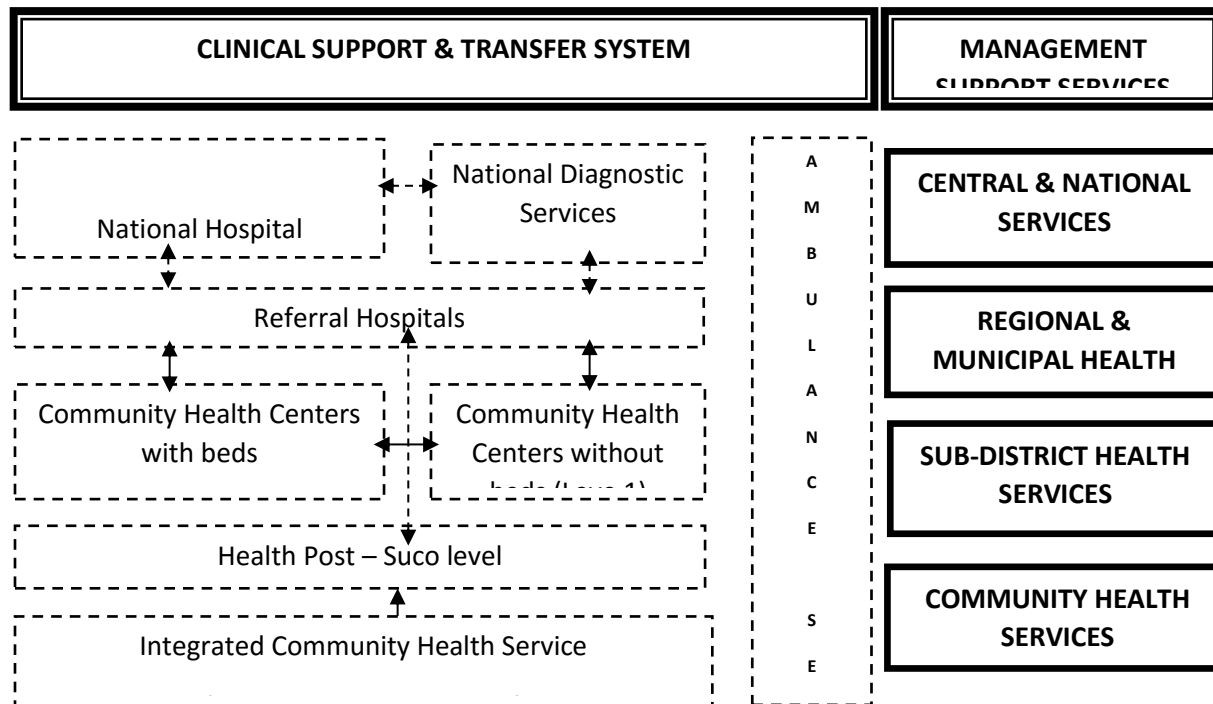 CLINICAL SUPPORT & TRANSFER SYSTEM
MANAGEMENT
SUPPORT SERVICES
National Hospital
National Diagnostic
Services
Referral Hospitals
Community Health Centers
with beds
Community Health
Centers without
Health Post – Suco level
Integrated Community Health Service
A
M
B
U
L
A
N
C
E
S
E
CENTRAL & NATIONAL
SERVICES
REGIONAL &
MUNICIPAL HEALTH
SUB-DISTRICT HEALTH
SERVICES
COMMUNITY HEALTH
SERVICES